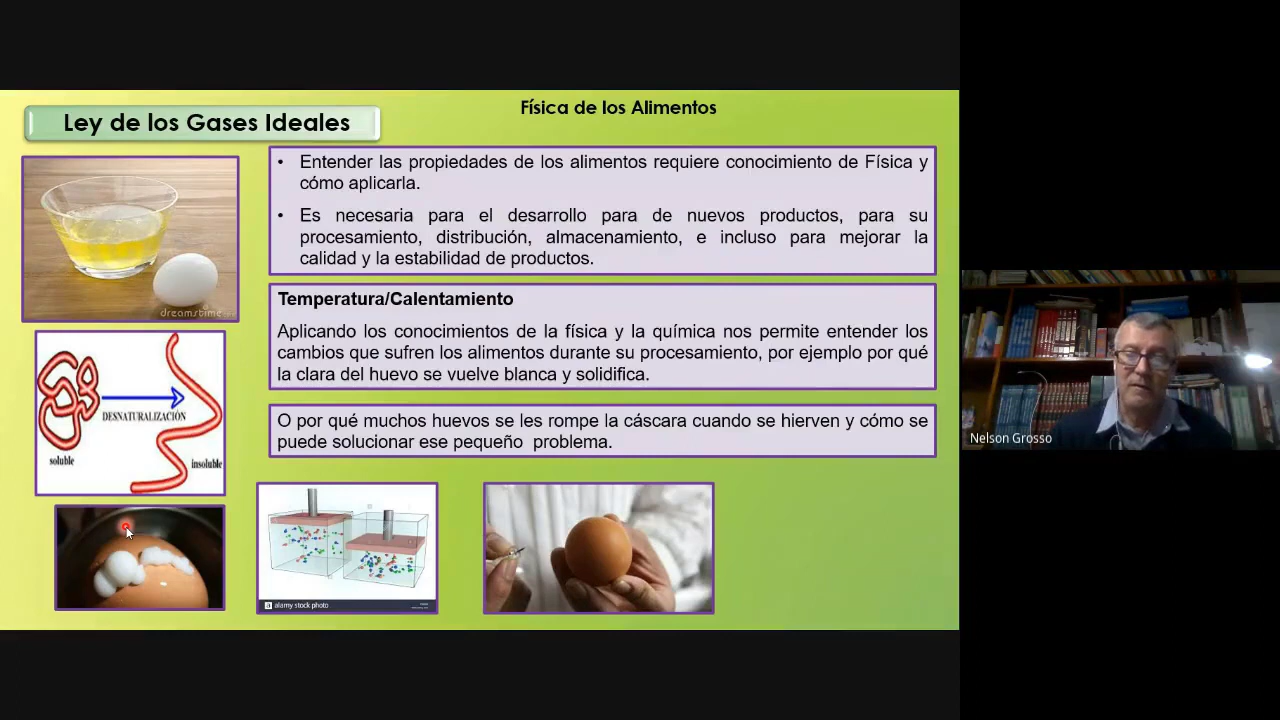 Física de los Alimentos
Ley de los Gases Ideales
• Entender las propiedades de los alimentos requiere conocimiento de Física y
cómo aplicarla.
• Es necesaria para el desarrollo para de nuevos productos, para su
procesamiento, distribución, almacenamiento, e incluso para mejorar la
calidad y la estabilidad de productos.
dreamstime
Temperatura/Calentamiento
Aplicando los conocimientos de la física y la química nos permite entender los
cambios que sufren los alimentos durante su procesamiento, por ejemplo por qué
la clara del huevo se vuelve blanca y solidifica.
DESNATURALIZACIÓN
soluble
insoluble
O por qué muchos huevos se les rompe la cáscara cuando se hierven y cómo se
puede solucionar ese pequeño problema.
a alamy stock photo
Nelson Grosso